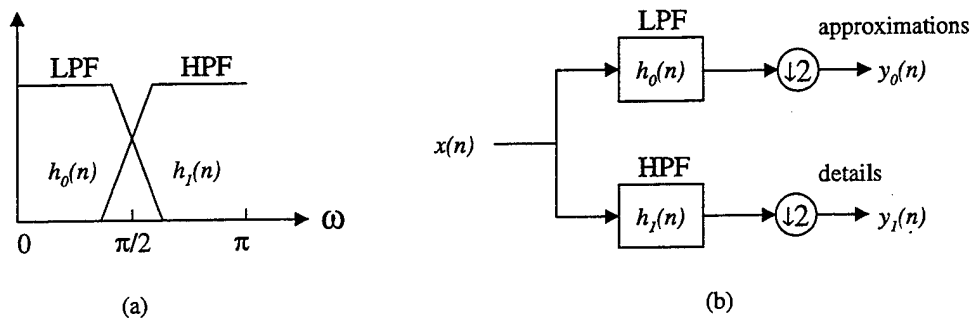 LPF HPF
h₀(n) h₁(n)
ω
0 π/2 π
(a)
approximations
LPF
h₀(n) ↓2 y₀(n)
x(n)
HPF
details
h₁(n) ↓2 y₁(n)
(b)